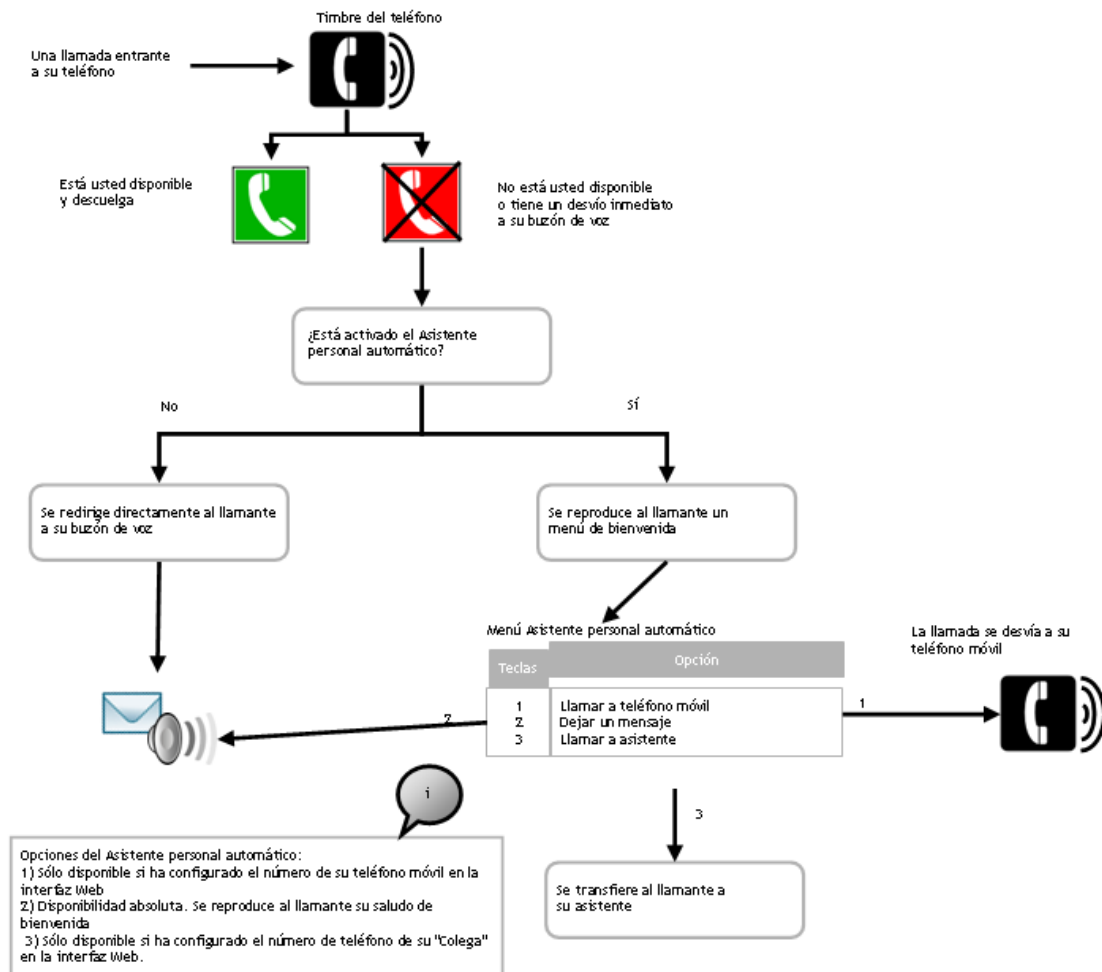 Timbre del teléfono
Una llamada entrante
a su teléfono
Está usted disponible
y descuelga
No está usted disponible
o tiene un desvío inmediato
a su buzón de voz
¿Está activado el Asistente
personal automático?
No
Sí
Se redirige directamente al llamante
a su buzón de voz
Se reproduce al llamante un
menú de bienvenida
Menú Asistente personal automático
Teclas
Opción
1 Llamar a teléfono móvil
2 Dejar un mensaje
3 Llamar a asistente
La llamada se desvía a su
teléfono móvil
1
2
3
i
Opciones del Asistente personal automático:
1) Sólo disponible si ha configurado el número de su teléfono móvil en la
interfaz Web
2) Disponibilidad absoluta. Se reproduce al llamante su saludo de
bienvenida
3) Sólo disponible si ha configurado el número de teléfono de su "Colega"
en la interfaz Web.
Se transfiere al llamante a
su asistente